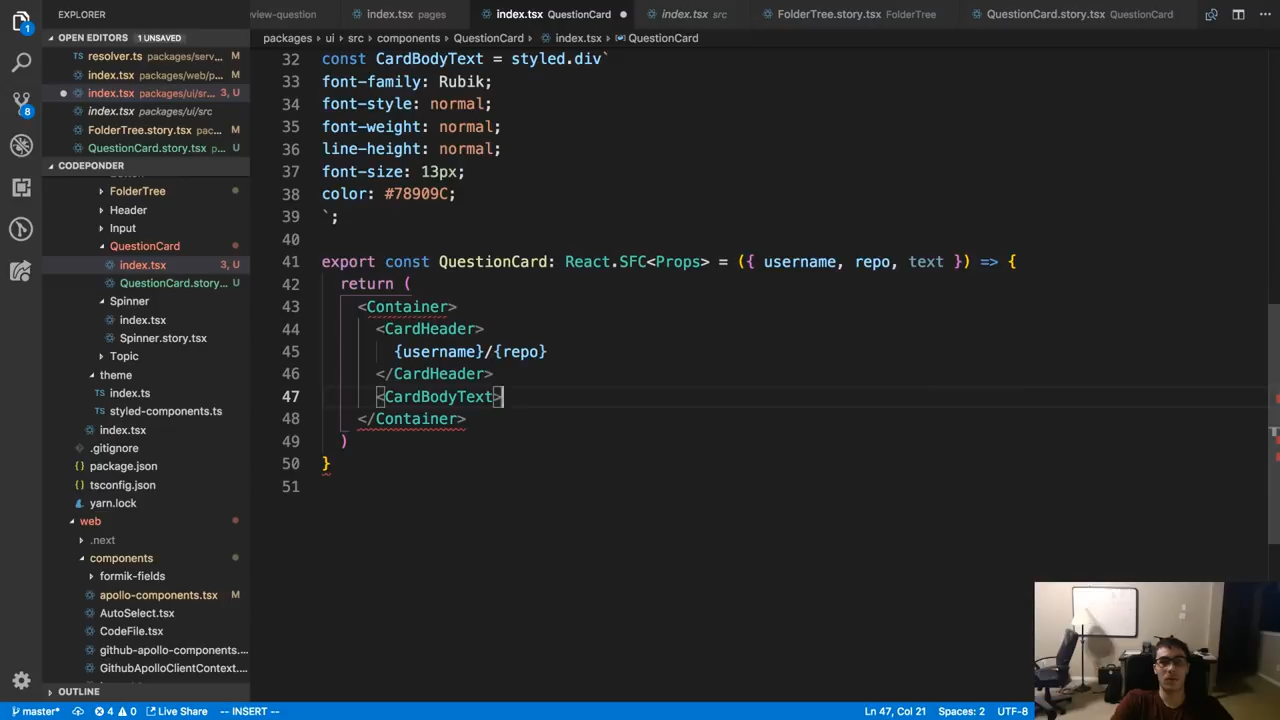 EXPLORER
view-question
index.tsx pages
index.tsx QuestionCard
index.tsx src
FolderTree.story.tsx FolderTree
QuestionCard.story.tsx QuestionCard
OPEN EDITORS 1 UNSAVED
resolver.ts packages/serv...
M
index.tsx packages/web/p...
M
index.tsx packages/ui/sr...
3, U
index.tsx packages/ui/src
FolderTree.story.tsx pac...
M
QuestionCard.story.tsx p...
U
CODEPONDER
FolderTree
Header
Input
QuestionCard
index.tsx
3, U
QuestionCard.story...
U
Spinner
index.tsx
Spinner.story.tsx
Topic
theme
index.ts
styled-components.ts
index.tsx
.gitignore
package.json
tsconfig.json
yarn.lock
web
.next
components
formik-fields
apollo-components.tsx
M
AutoSelect.tsx
CodeFile.tsx
github-apollo-components....
GithubApolloClientContext....
OUTLINE
packages
ui
src
components
QuestionCard
index.tsx
QuestionCard
32 const CardBodyText = styled.div`
33 font-family: Rubik;
34 font-style: normal;
35 font-weight: normal;
36 line-height: normal;
37 font-size: 13px;
38 color: #78909C;
39 `;
40
41 export const QuestionCard: React.SFC<Props> = ({ username, repo, text }) => {
42 return (
43 <Container>
44 <CardHeader>
45 {username}/{repo}
46 </CardHeader>
47 <CardBodyText>
48 </Container>
49 )
50 }
51
1
8
master*
4
0
Live Share
-- INSERT --
Ln 47, Col 21
Spaces: 2
UTF-8